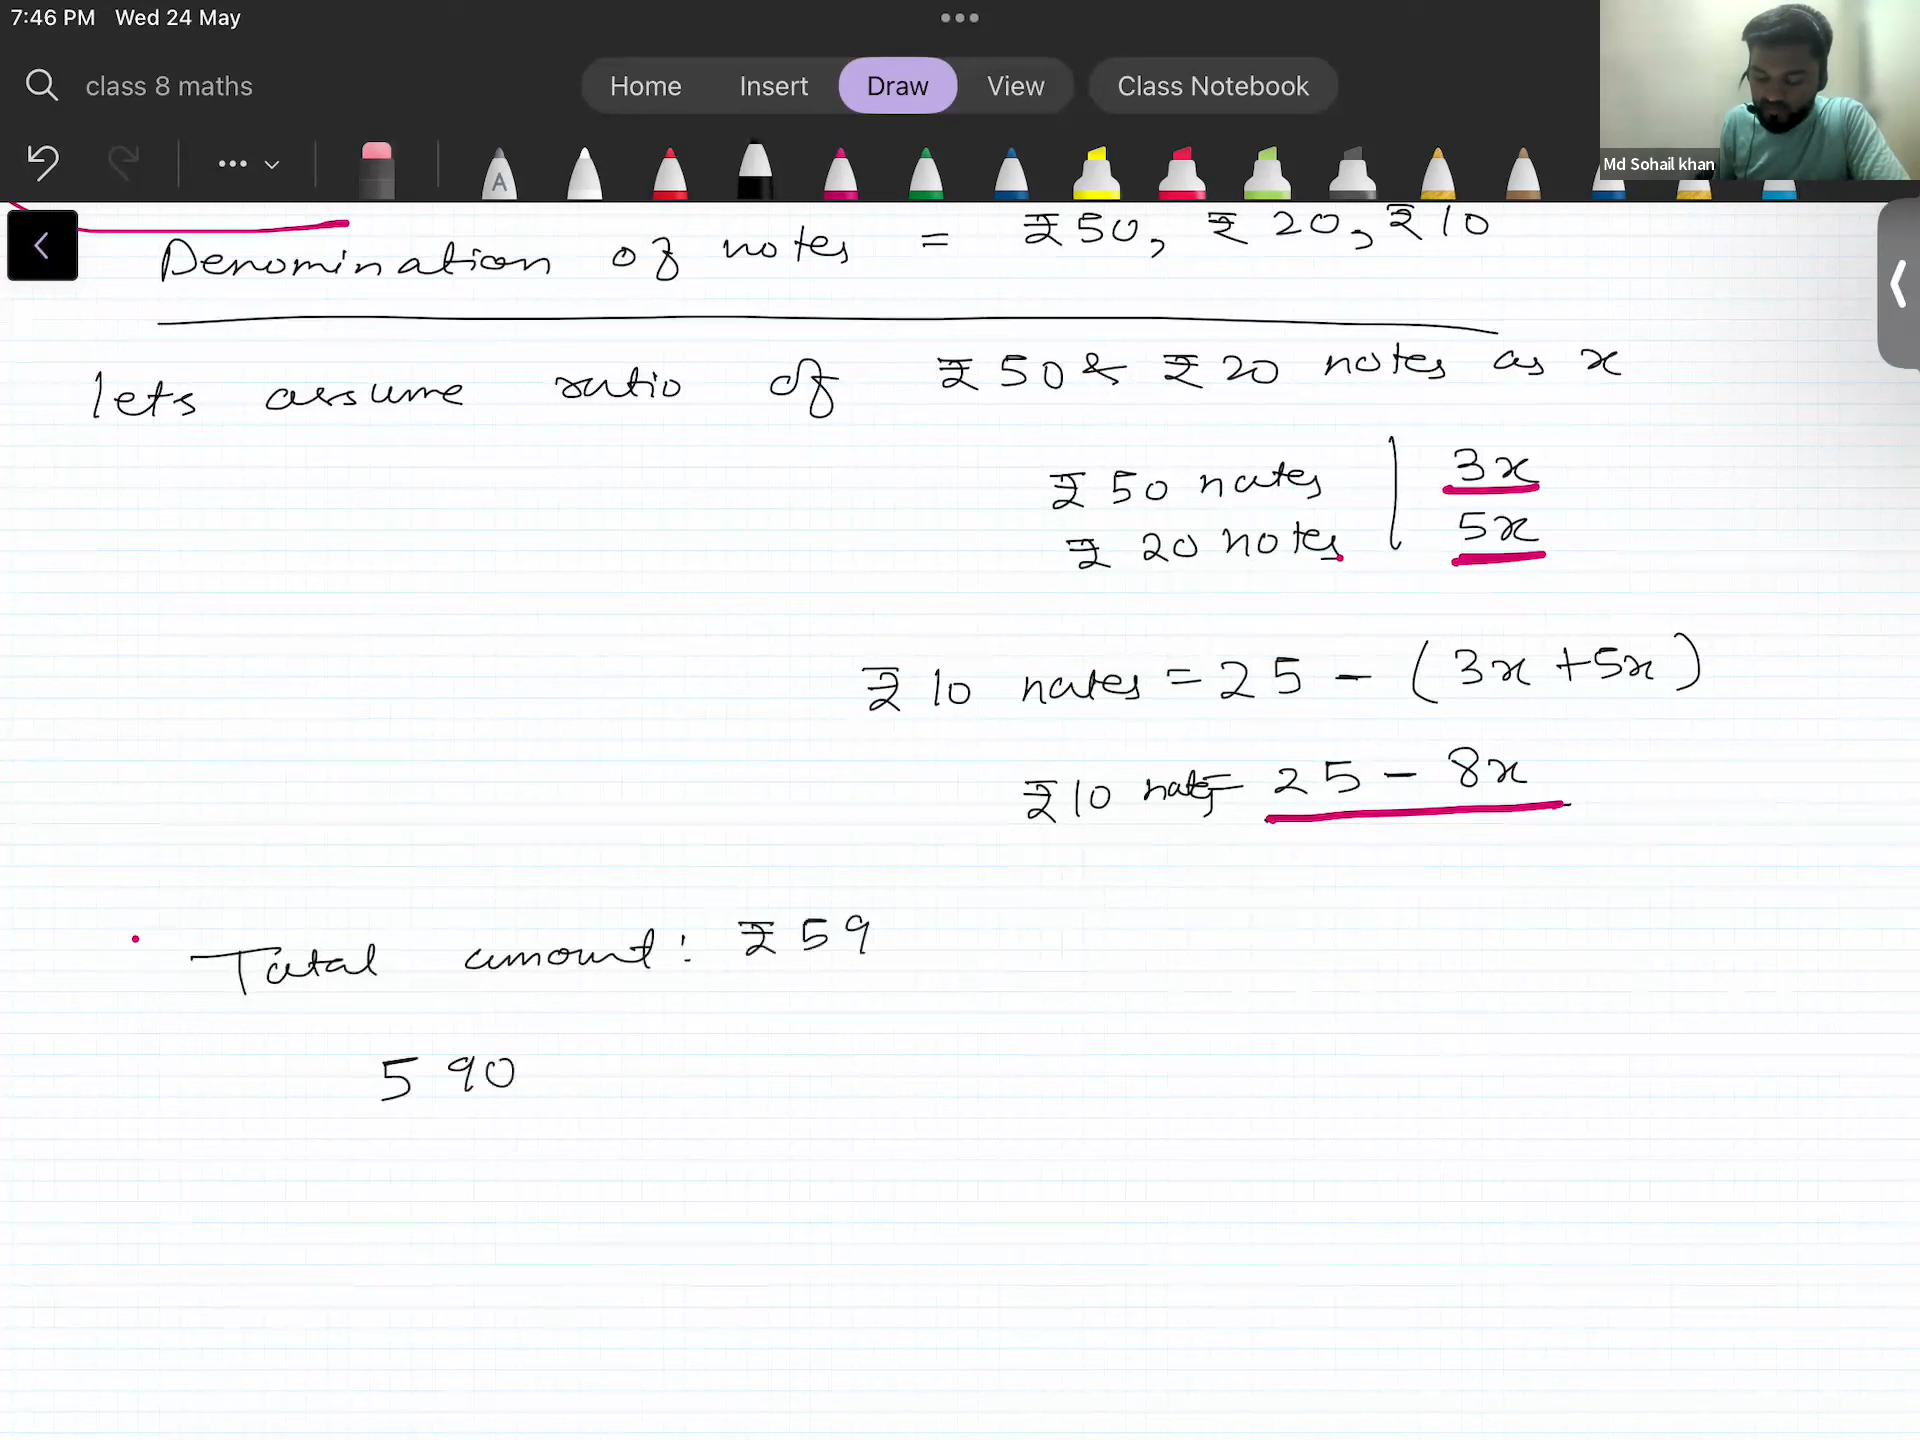 7:46 PM Wed 24 May
class 8 maths
Home Insert Draw View Class Notebook
A
Md Sohail khan
Denomination of notes = ₹50, ₹20, ₹10
lets assume ratio of ₹50 & ₹20 notes as x
₹50 notes | 3x
₹20 notes | 5x
₹10 notes = 25 - (3x + 5x)
₹10 notes = 25 - 8x
Total amount: ₹59
590